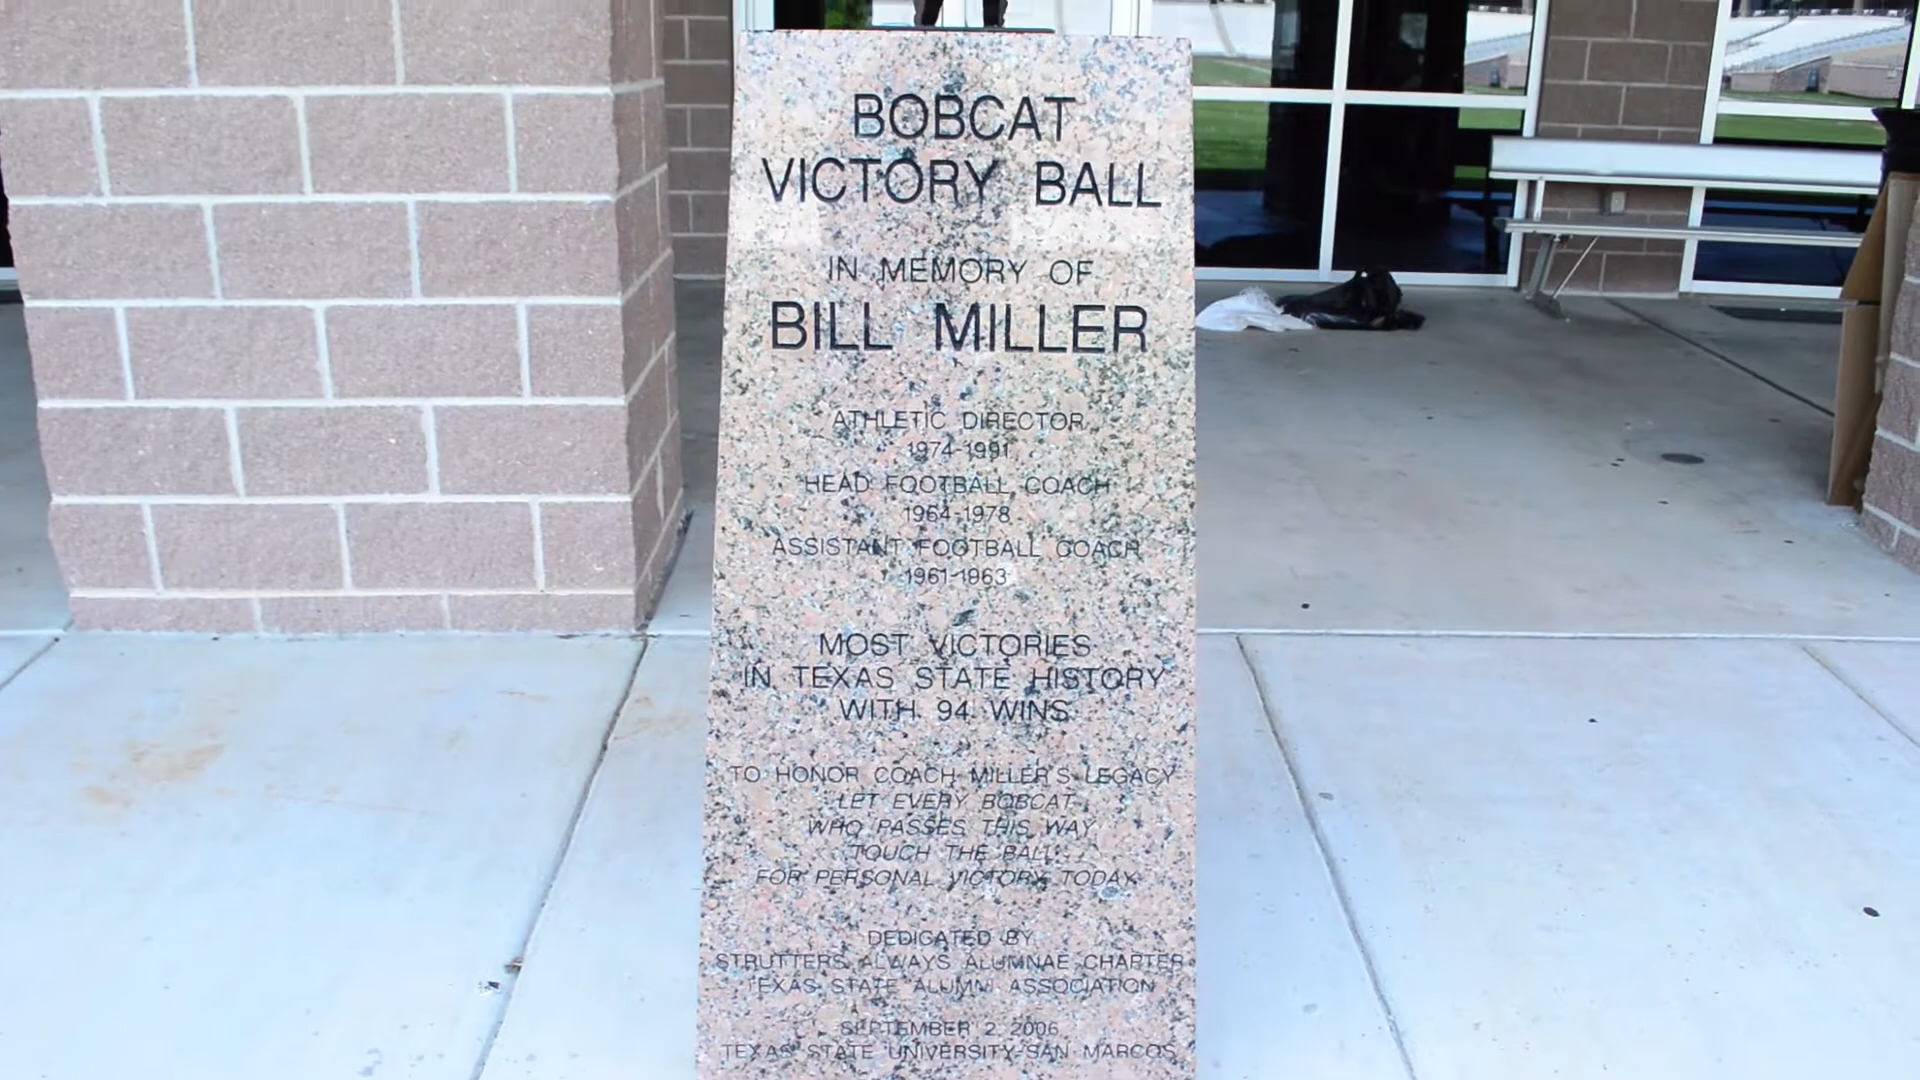 BOBCAT
VICTORY BALL
IN MEMORY OF
BILL MILLER
ATHLETIC DIRECTOR
1974-1991
HEAD FOOTBALL COACH
1964-1978
ASSISTANT FOOTBALL COACH
1961-1963
MOST VICTORIES
IN TEXAS STATE HISTORY
WITH 94 WINS
TO HONOR COACH MILLER'S LEGACY
LET EVERY BOBCAT
WHO PASSES THIS WAY
TOUCH THE BALL
FOR PERSONAL VICTORY TODAY
DEDICATED BY
STRUTTERS ALWAYS ALUMNAE CHAPTER
TEXAS STATE ALUMNI ASSOCIATION
SEPTEMBER 2, 2006
TEXAS STATE UNIVERSITY-SAN MARCOS